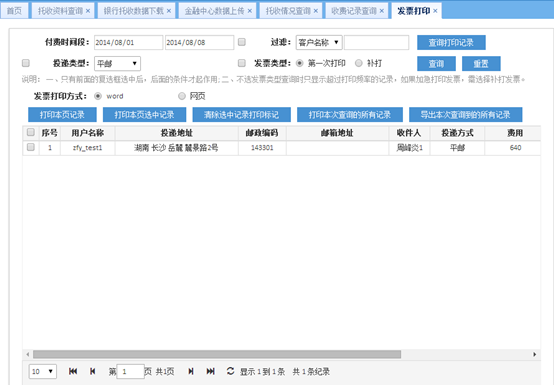 首页 托收资料查询 × 银行托收数据下载 × 金融中心数据上传 × 托收情况查询 × 收费记录查询 × 发票打印 ×
付费时间段： 2014/08/01 2014/08/08 过滤： 客户名称 查询打印记录
投递类型： 平邮 发票类型： 第一次打印 补打 查询 重置
说明：一、只有前面的复选框选中后，后面的条件才起作用；二、不选发票类型查询时只显示超过打印频率的记录，如果加急打印发票，需选择补打发票。
发票打印方式： word 网页
打印本页记录 打印本页选中记录 清除选中记录打印标记 打印本次查询的所有记录 导出本次查询到的所有记录
序号 用户名称 投递地址 邮政编码 邮箱地址 收件人 投递方式 费用
1 zfy_test1 湖南 长沙 岳麓 麓景路2号 143301 周峰炎1 平邮 640
10 第 1 页 共1页 显示 1 到 1 条 共 1 条记录